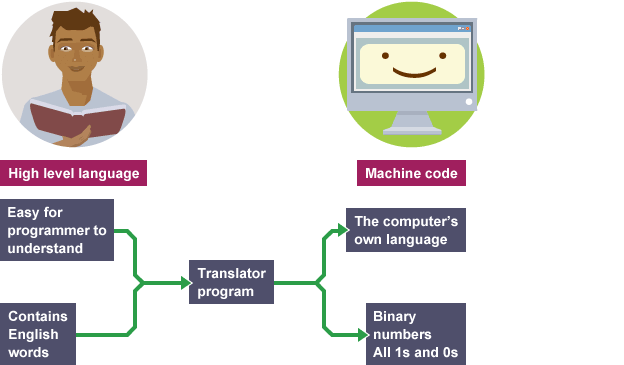 High level language
Machine code
Easy for
programmer to
understand
The computer's
own language
Translator
program
Contains
English
words
Binary
numbers
All 1s and 0s